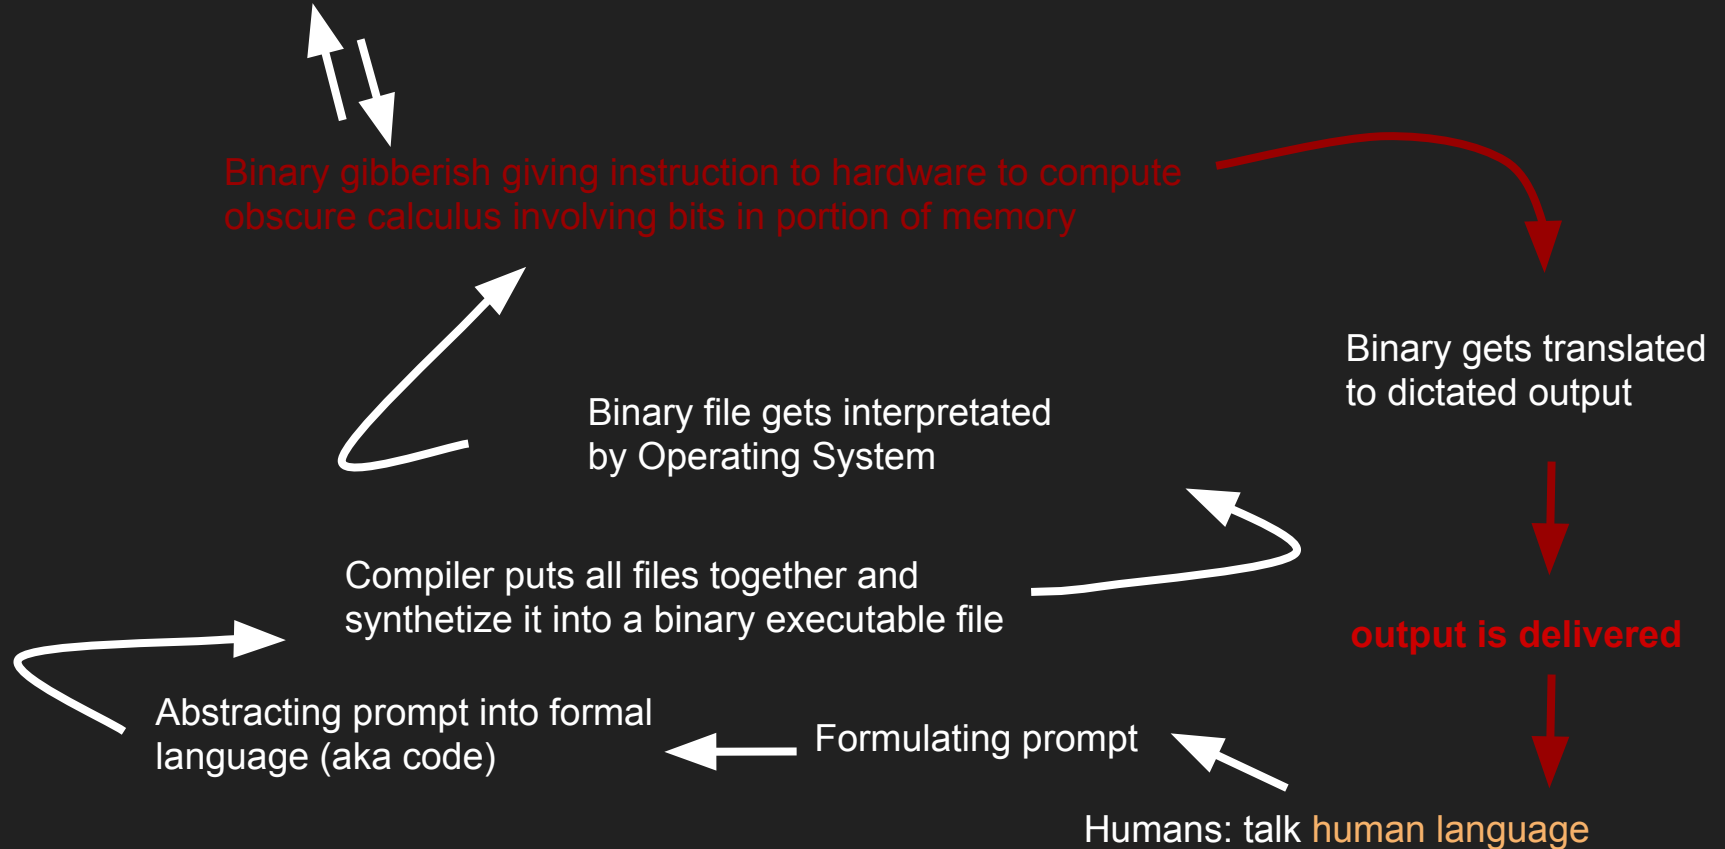 Binary gibberish giving instruction to hardware to compute
obscure calculus involving bits in portion of memory
Binary gets translated
to dictated output
Binary file gets interpretated
by Operating System
Compiler puts all files together and
synthetize it into a binary executable file
output is delivered
Abstracting prompt into formal
language (aka code)
Formulating prompt
Humans: talk human language